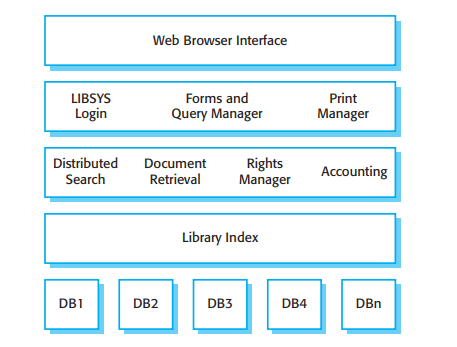 Web Browser Interface
LIBSYS
Login
Forms and
Query Manager
Print
Manager
Distributed
Search
Document
Retrieval
Rights
Manager
Accounting
Library Index
DB1
DB2
DB3
DB4
DBn